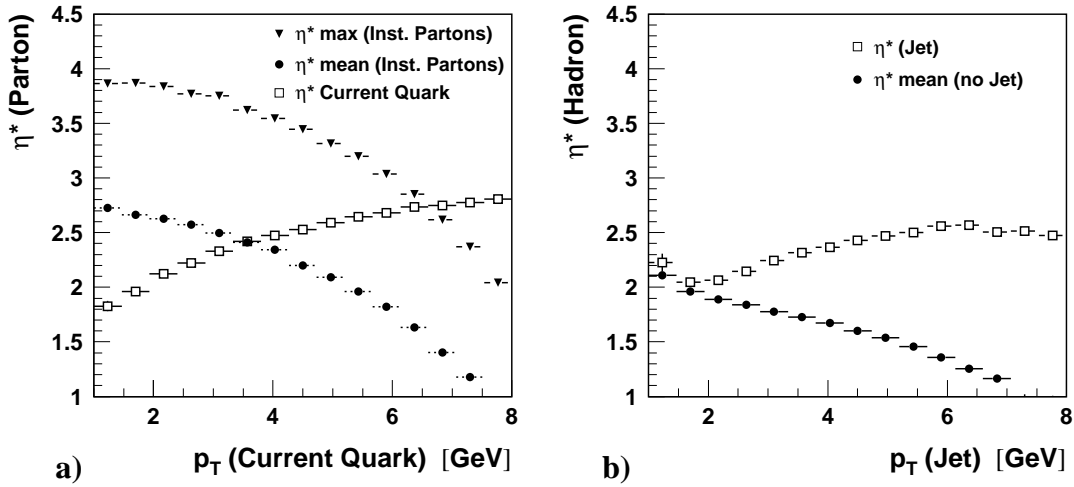 η* (Parton)
4.5
4
3.5
3
2.5
2
1.5
1
η* max (Inst. Partons)
η* mean (Inst. Partons)
η* Current Quark
2 4 6 8
a) p_T (Current Quark) [GeV]
η* (Hadron)
4.5
4
3.5
3
2.5
2
1.5
1
η* (Jet)
η* mean (no Jet)
2 4 6 8
b) p_T (Jet) [GeV]